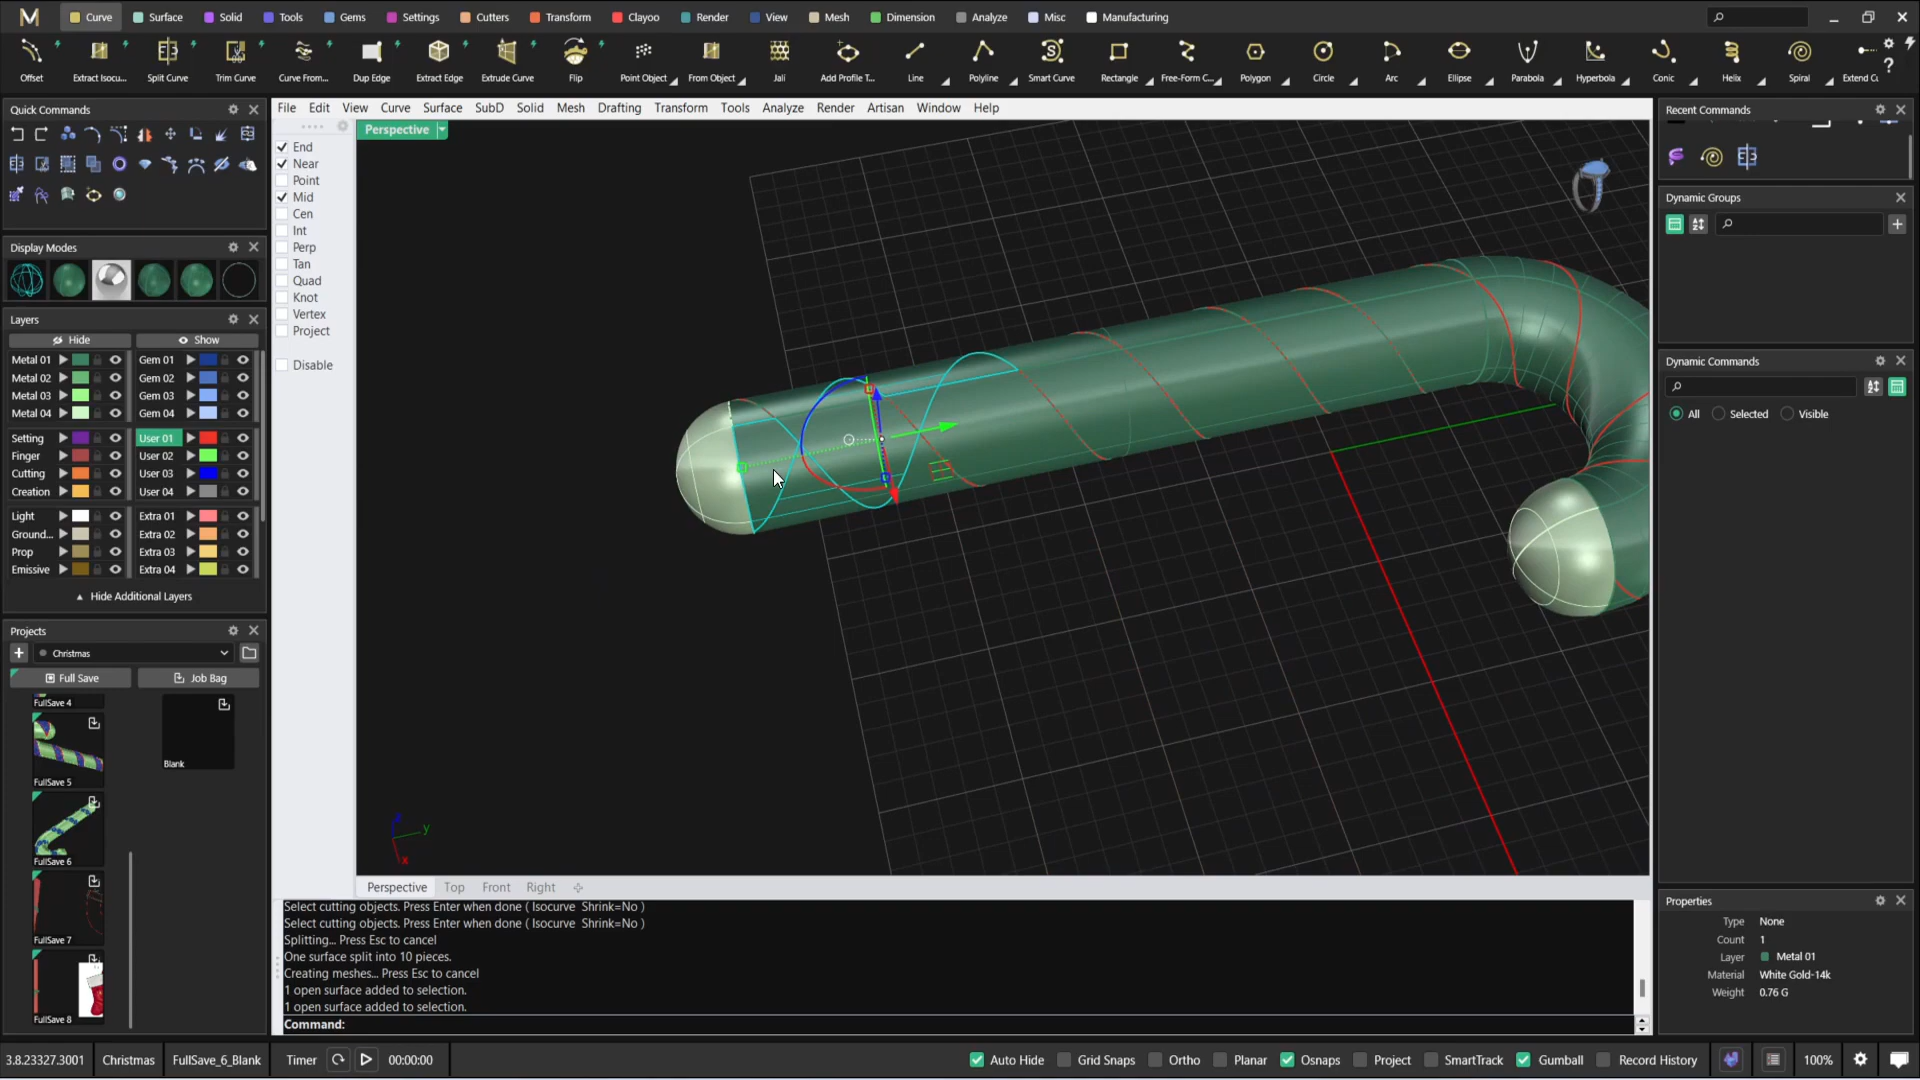 Curve Surface Solid Tools Gems Settings Cutters Transform Clayoo Render View Mesh Dimension Analyze Misc Manufacturing
Offset Extract Isocu... Split Curve Trim Curve Curve From... Dup Edge Extract Edge Extrude Curve Flip Point Object From Object Jali Add Profile T... Line Polyline Smart Curve Rectangle Free-Form C... Polygon Circle Arc Ellipse Parabola Hyperbola Conic Helix Spiral Extend Cu
Quick Commands
File Edit View Curve Surface SubD Solid Mesh Drafting Transform Tools Analyze Render Artisan Window Help
Perspective
End
Near
Point
Mid
Cen
Int
Perp
Tan
Quad
Knot
Vertex
Project
Disable
Display Modes
Layers
Hide Show
Metal 01 Gem 01
Metal 02 Gem 02
Metal 03 Gem 03
Metal 04 Gem 04
Setting User 01
Finger User 02
Cutting User 03
Creation User 04
Light Extra 01
Ground... Extra 02
Prop Extra 03
Emissive Extra 04
Hide Additional Layers
Projects
Christmas
Full Save Job Bag
FullSave 4
Blank
FullSave 5
FullSave 6
FullSave 7
FullSave 8
z
y
x
Perspective Top Front Right
Select cutting objects. Press Enter when done ( Isocurve Shrink=No )
Select cutting objects. Press Enter when done ( Isocurve Shrink=No )
Splitting... Press Esc to cancel
One surface split into 10 pieces.
Creating meshes... Press Esc to cancel
1 open surface added to selection.
1 open surface added to selection.
Command:
Recent Commands
Dynamic Groups
Dynamic Commands
All Selected Visible
Properties
Type None
Count 1
Layer Metal 01
Material White Gold-14k
Weight 0.76 G
3.8.23327.3001 Christmas FullSave_6_Blank Timer 00:00:00 Auto Hide Grid Snaps Ortho Planar Osnaps Project SmartTrack Gumball Record History 100%